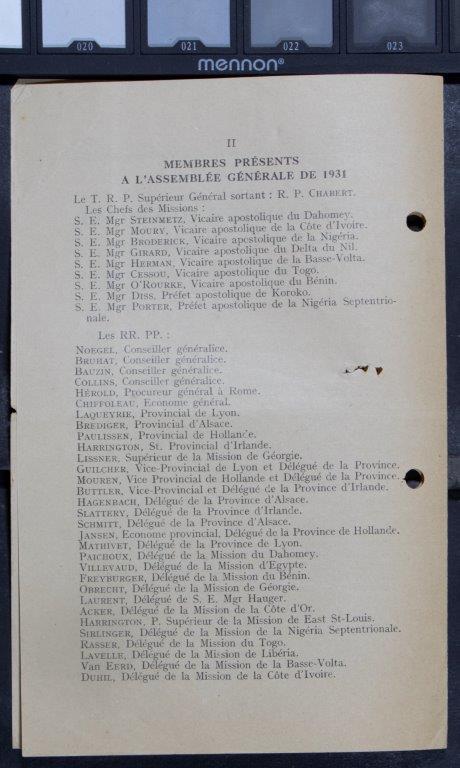 020 021 022 023
mennon®
II
MEMBRES PRÉSENTS
A L'ASSEMBLÉE GÉNÉRALE DE 1931
Le T. R. P. Supérieur Général sortant : R. P. CHABERT.
Les Chefs des Missions :
S. E. Mgr STEINMETZ, Vicaire apostolique du Dahomey.
S. E. Mgr MOURY, Vicaire apostolique de la Côte d'Ivoire.
S. E. Mgr BRODERICK, Vicaire apostolique de la Nigéria.
S. E. Mgr GIRARD, Vicaire apostolique du Delta du Nil.
S. E. Mgr HERMAN, Vicaire apostolique de la Basse-Volta.
S. E. Mgr CESSOU, Vicaire apostolique du Togo.
S. E. Mgr O'ROURKE, Vicaire apostolique du Bénin.
S. E. Mgr DISS, Préfet apostolique de Koroko.
S. E. Mgr PORTER, Préfet apostolique de la Nigéria Septentrio-
nale.
Les RR. PP. :
NOEGEL, Conseiller généralice.
BRUHAT, Conseiller généralice.
BAUZIN, Conseiller généralice.
COLLINS, Conseiller généralice.
HÉROLD, Procureur général à Rome.
CHIFFOLEAU, Econome général.
LAQUEYRIE, Provincial de Lyon.
BREDIGER, Provincial d'Alsace.
PAULISSEN, Provincial de Hollande.
HARRINGTON, St. Provincial d'Irlande.
LISSNER, Supérieur de la Mission de Géorgie.
GUILCHER, Vice-Provincial de Lyon et Délégué de la Province.
MOUREN, Vice Provincial de Hollande et Délégué de la Province.
BUTTLER, Vice-Provincial et Délégué de la Province d'Irlande.
HAGENBACH, Délégué de la Province d'Alsace.
SLATTERY, Délégué de la Province d'Irlande.
SCHMITT, Délégué de la Province d'Alsace.
JANSEN, Econome provincial, Délégué de la Province de Hollande.
MATHIVET, Délégué de la Province de Lyon.
PAICHOUX, Délégué de la Mission du Dahomey.
VILLEVAUD, Délégué de la Mission d'Egypte.
FREYBURGER, Délégué de la Mission du Bénin.
OBRECHT, Délégué de la Mission de Géorgie.
LAURENT, Délégué de S. E. Mgr Hauger.
ACKER, Délégué de la Mission de la Côte d'Or.
HARRINGTON, P. Supérieur de la Mission de East St-Louis.
SIRLINGER, Délégué de la Mission de la Nigéria Septentrionale.
RASSER, Délégué de la Mission du Togo.
LAVELLE, Délégué de la Mission de Libéria.
Van EERD, Délégué de la Mission de la Basse-Volta.
DUHIL, Délégué de la Mission de la Côte d'Ivoire.